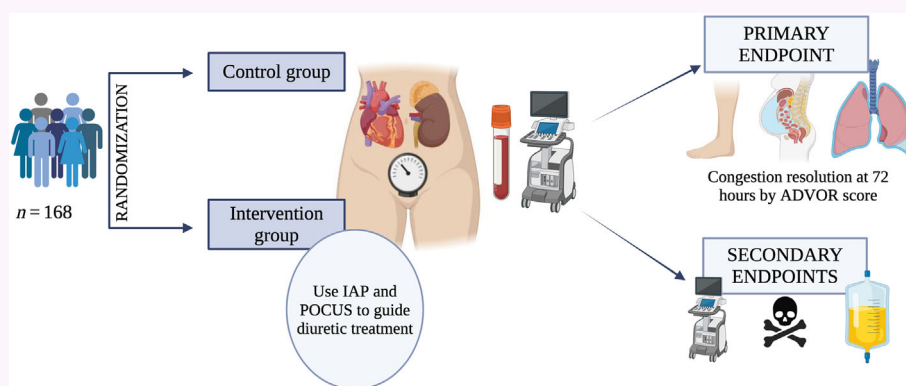 n = 168
RANDOMIZATION
Control group
Intervention
group
Use IAP and
POCUS to guide
diuretic treatment
PRIMARY
ENDPOINT
Congestion resolution at 72
hours by ADVOR score
SECONDARY
ENDPOINTS